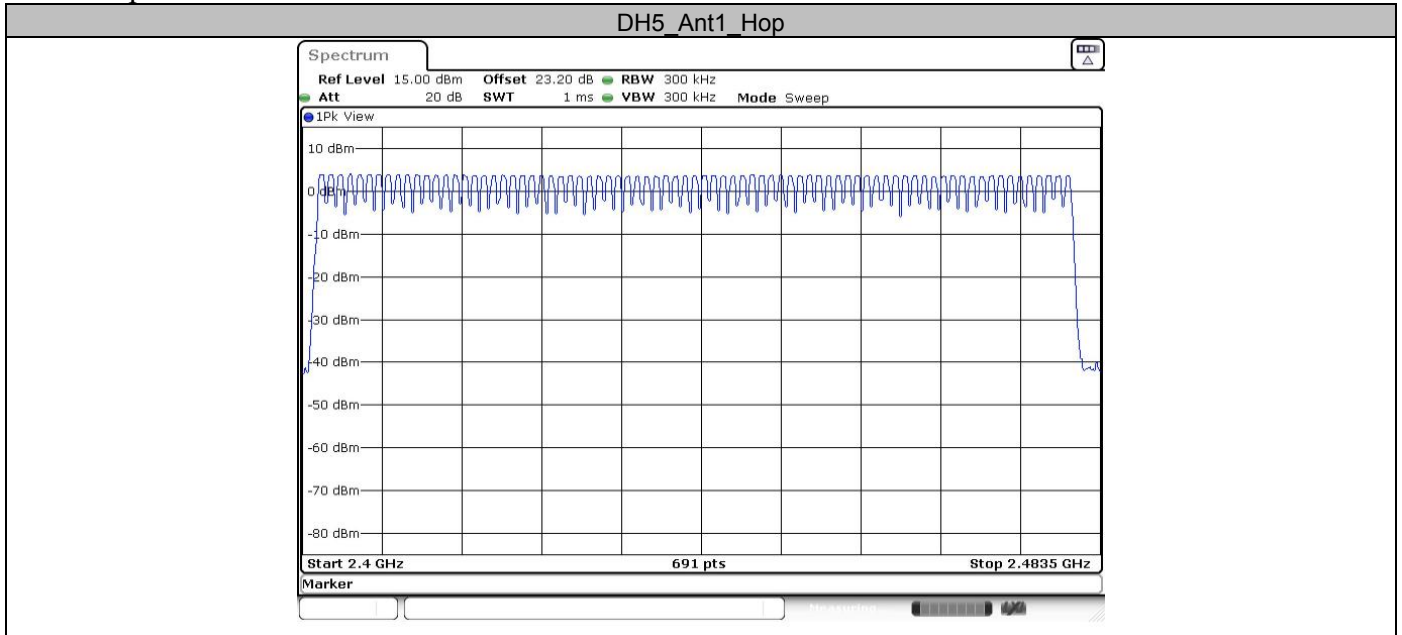 DH5_Ant1_Hop
Spectrum
Ref Level 15.00 dBm Offset 23.20 dB RBW 300 kHz
Att 20 dB SWT 1 ms VBW 300 kHz Mode Sweep
1Pk View
10 dBm
0 dBm
-10 dBm
-20 dBm
-30 dBm
-40 dBm
-50 dBm
-60 dBm
-70 dBm
-80 dBm
Start 2.4 GHz 691 pts Stop 2.4835 GHz
Marker
Measuring